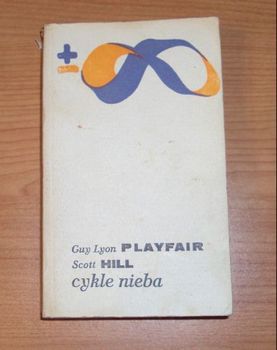 ±
Guy Lyon PLAYFAIR
Scott HILL
cykle nieba